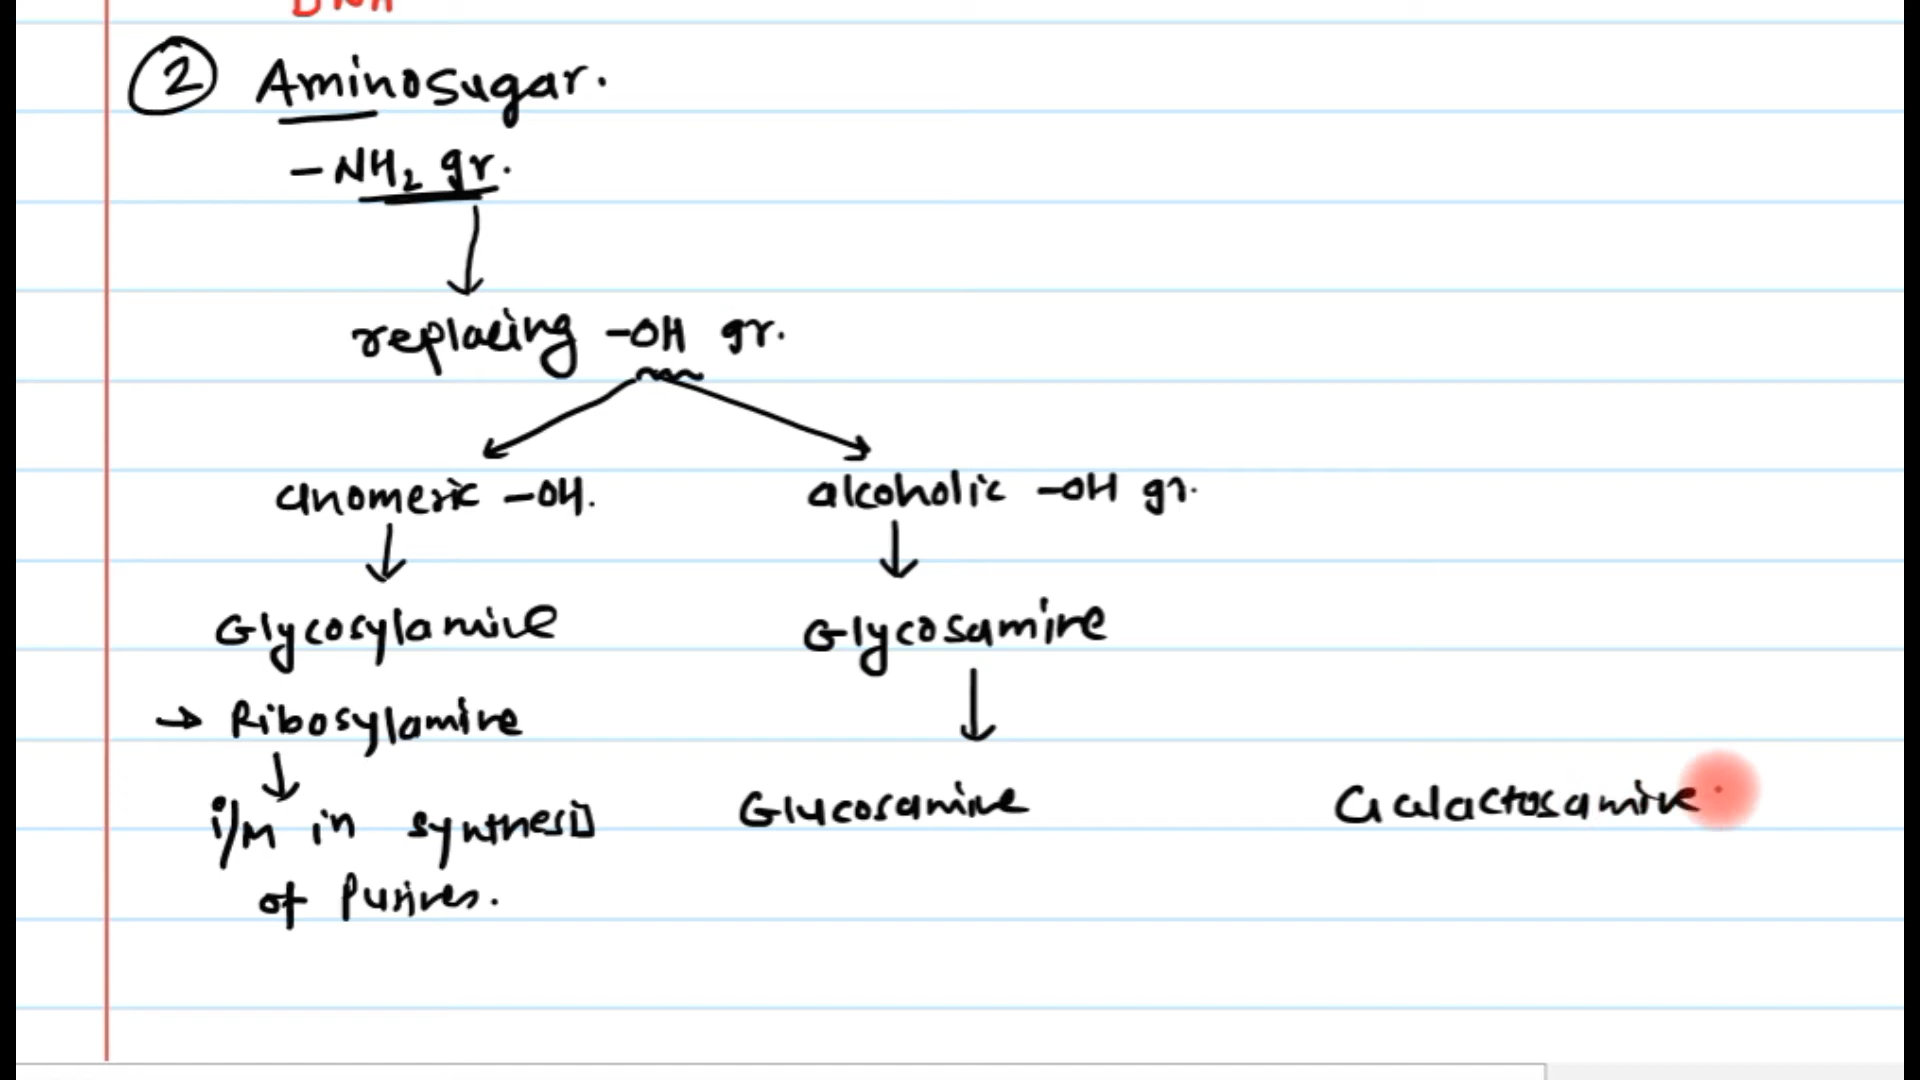 DNA
② Aminosugar.
-NH₂ gr.
replacing -OH gr.
anomeric -OH.
alcoholic -OH gr.
Glycosylamine
Glycosamine
→ Ribosylamine
i/m in synthesis
of Purines.
Glucosamine
Galactosamine